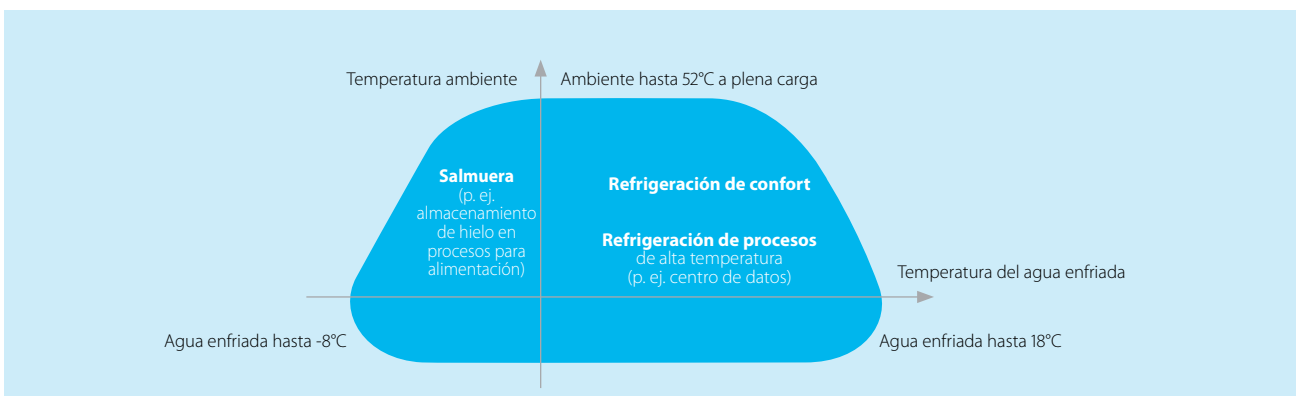 Temperatura ambiente
Ambiente hasta 52°C a plena carga
Salmuera
(p. ej.
almacenamiento
de hielo en
procesos para
alimentación)
Refrigeración de confort
Refrigeración de procesos
de alta temperatura
(p. ej. centro de datos)
Temperatura del agua enfriada
Agua enfriada hasta -8°C
Agua enfriada hasta 18°C